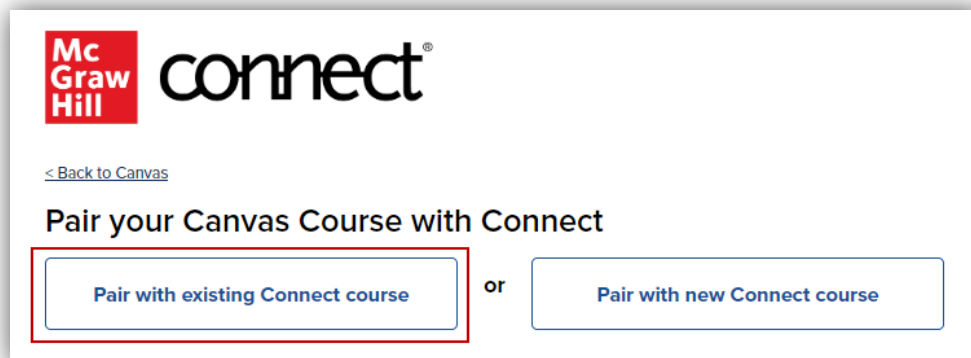 Mc
Graw
Hill
connect®
< Back to Canvas
Pair your Canvas Course with Connect
Pair with existing Connect course
or
Pair with new Connect course